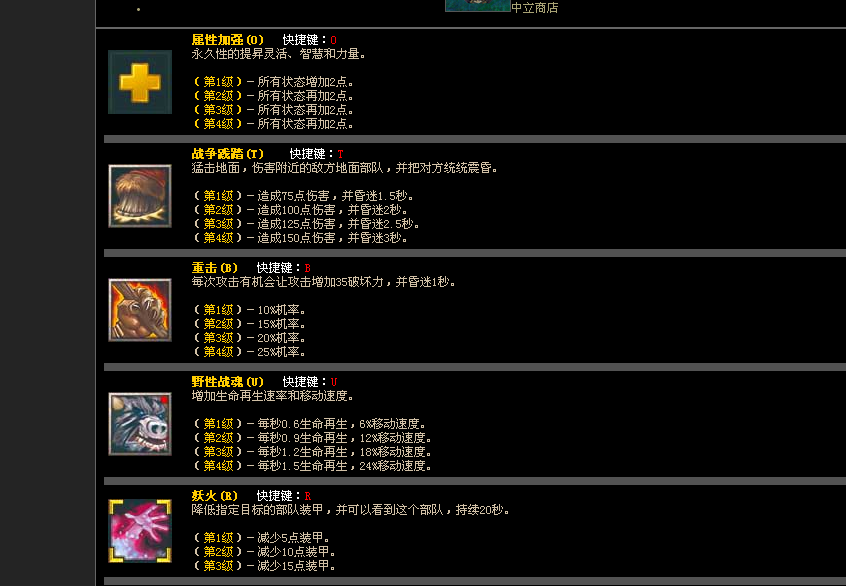 中立商店
属性加强(O) 快捷键：O
永久性的提昇灵活、智慧和力量。
(第1级)－所有状态增加2点。
(第2级)－所有状态再加2点。
(第3级)－所有状态再加2点。
(第4级)－所有状态再加2点。
战争践踏(T) 快捷键：T
猛击地面，伤害附近的敌方地面部队，并把对方统统震昏。
(第1级)－造成75点伤害，并昏迷1.5秒。
(第2级)－造成100点伤害，并昏迷2秒。
(第3级)－造成125点伤害，并昏迷2.5秒。
(第4级)－造成150点伤害，并昏迷3秒。
重击(B) 快捷键：B
每次攻击有机会让攻击增加35破坏力，并昏迷1秒。
(第1级)－10%机率。
(第2级)－15%机率。
(第3级)－20%机率。
(第4级)－25%机率。
野性战魂(U) 快捷键：U
增加生命再生速率和移动速度。
(第1级)－每秒0.6生命再生，6%移动速度。
(第2级)－每秒0.9生命再生，12%移动速度。
(第3级)－每秒1.2生命再生，18%移动速度。
(第4级)－每秒1.5生命再生，24%移动速度。
妖火(R) 快捷键：R
降低指定目标的部队装甲，并可以看到这个部队，持续20秒。
(第1级)－减少5点装甲。
(第2级)－减少10点装甲。
(第3级)－减少15点装甲。